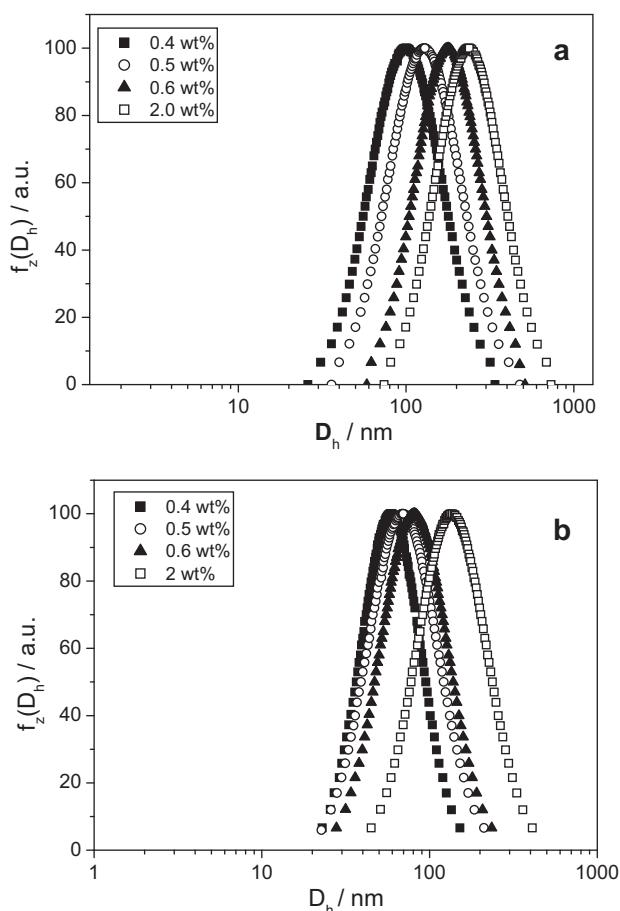 a
0.4 wt%
0.5 wt%
0.6 wt%
2.0 wt%
100
80
60
40
20
0
f_z(D_h) / a.u.
10 100 1000
D_h / nm
b
0.4 wt%
0.5 wt%
0.6 wt%
2 wt%
100
80
60
40
20
0
f_z(D_h) / a.u.
1 10 100 1000
D_h / nm